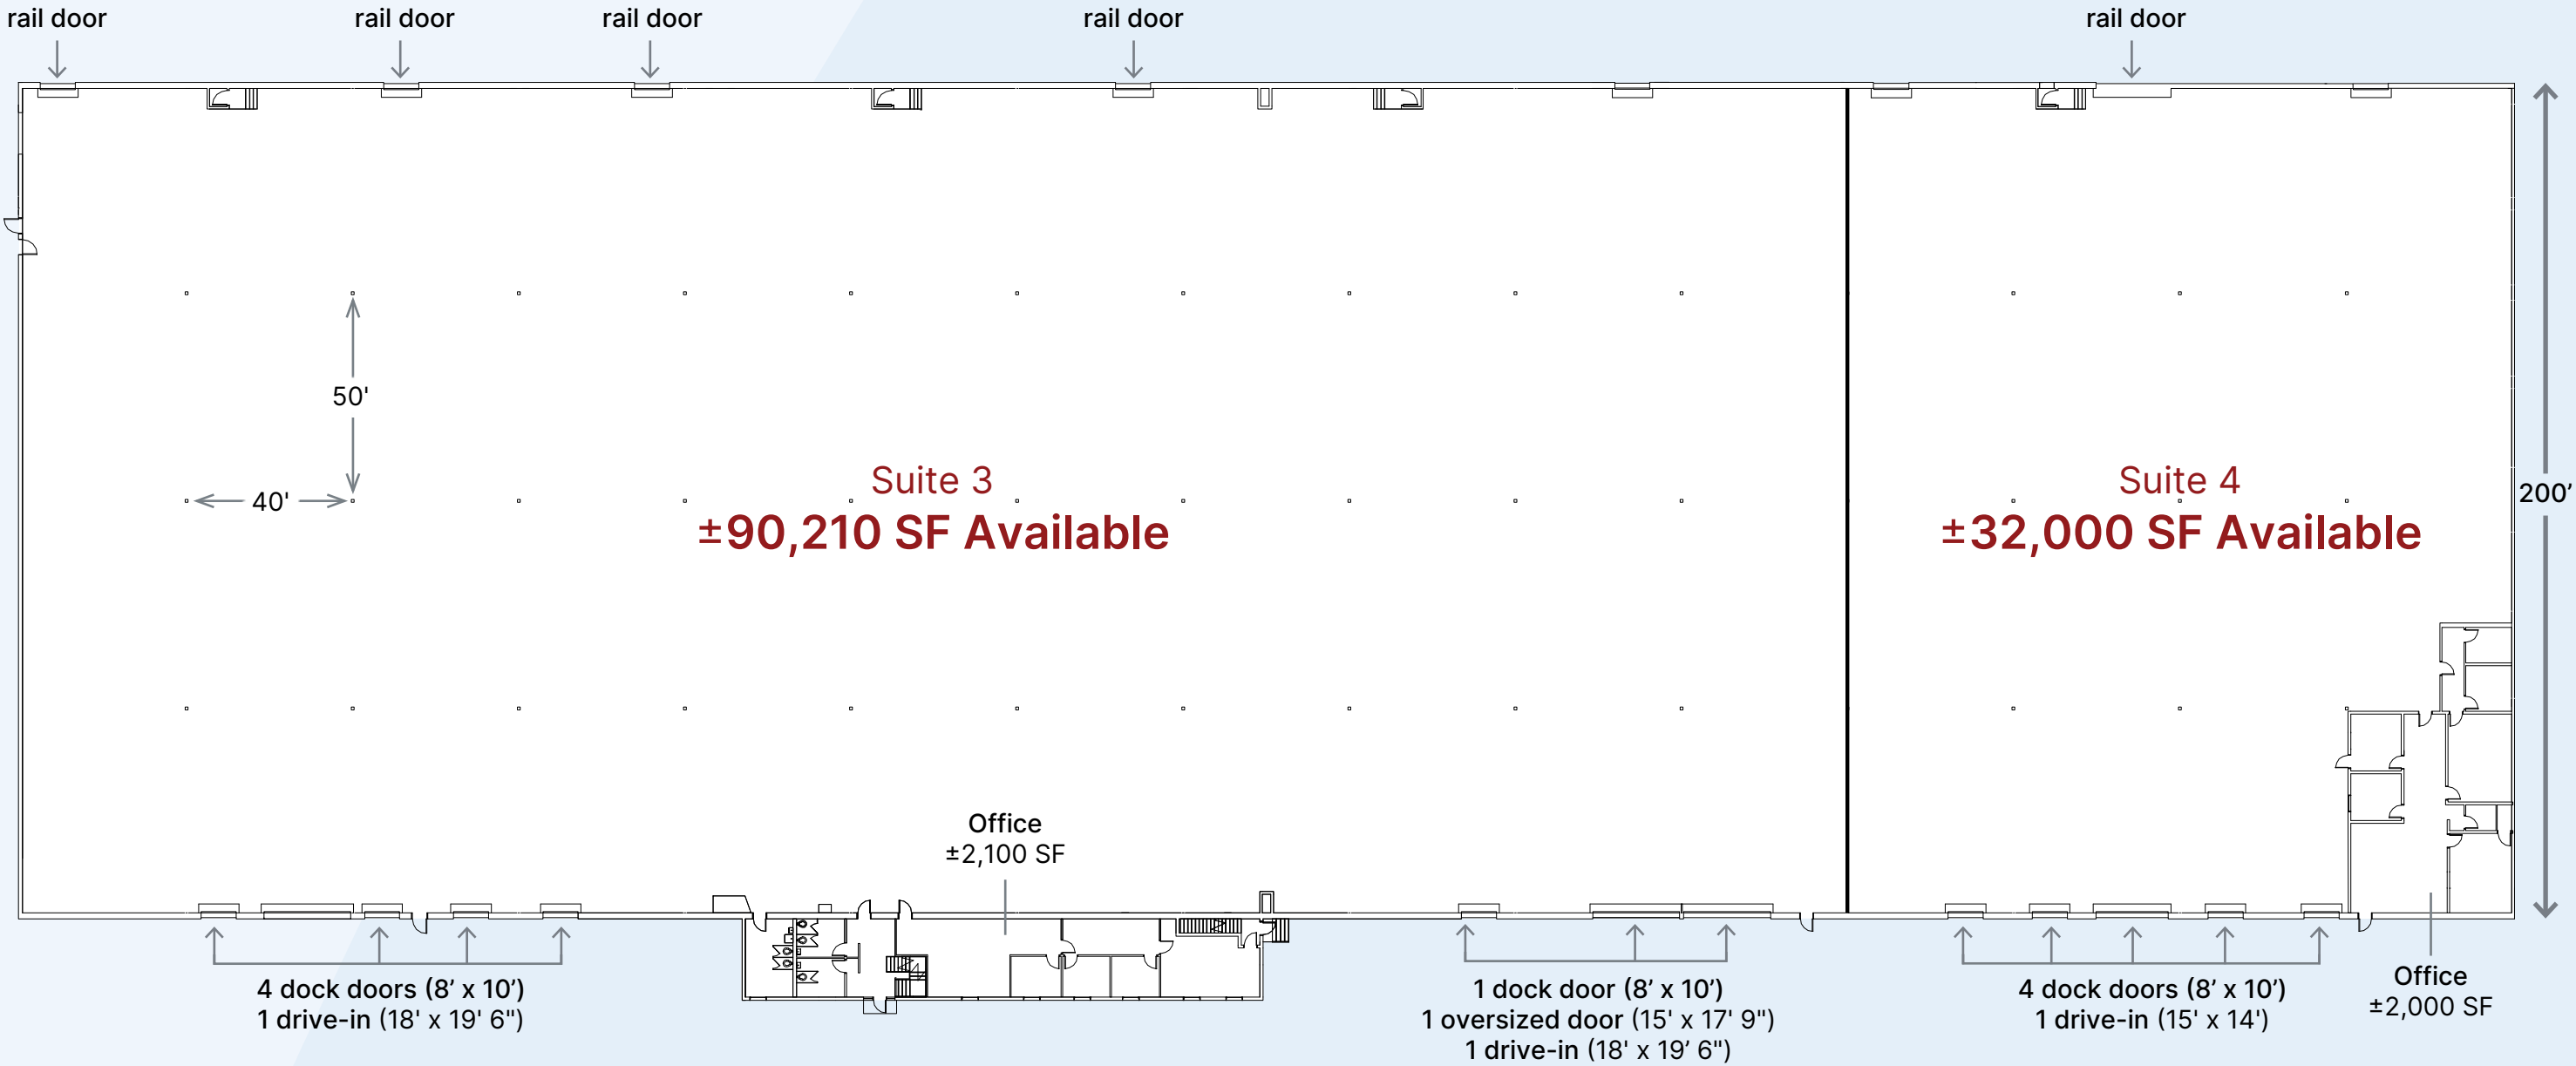 rail door
rail door
rail door
rail door
rail door
50'
40'
200’
Suite 3
±90,210 SF Available
Suite 4
±32,000 SF Available
Office
±2,100 SF
4 dock doors (8’ x 10’)
1 drive-in (18' x 19' 6")
1 dock door (8’ x 10’)
1 oversized door (15' x 17' 9")
1 drive-in (18' x 19’ 6")
4 dock doors (8’ x 10’)
1 drive-in (15' x 14')
Office
±2,000 SF